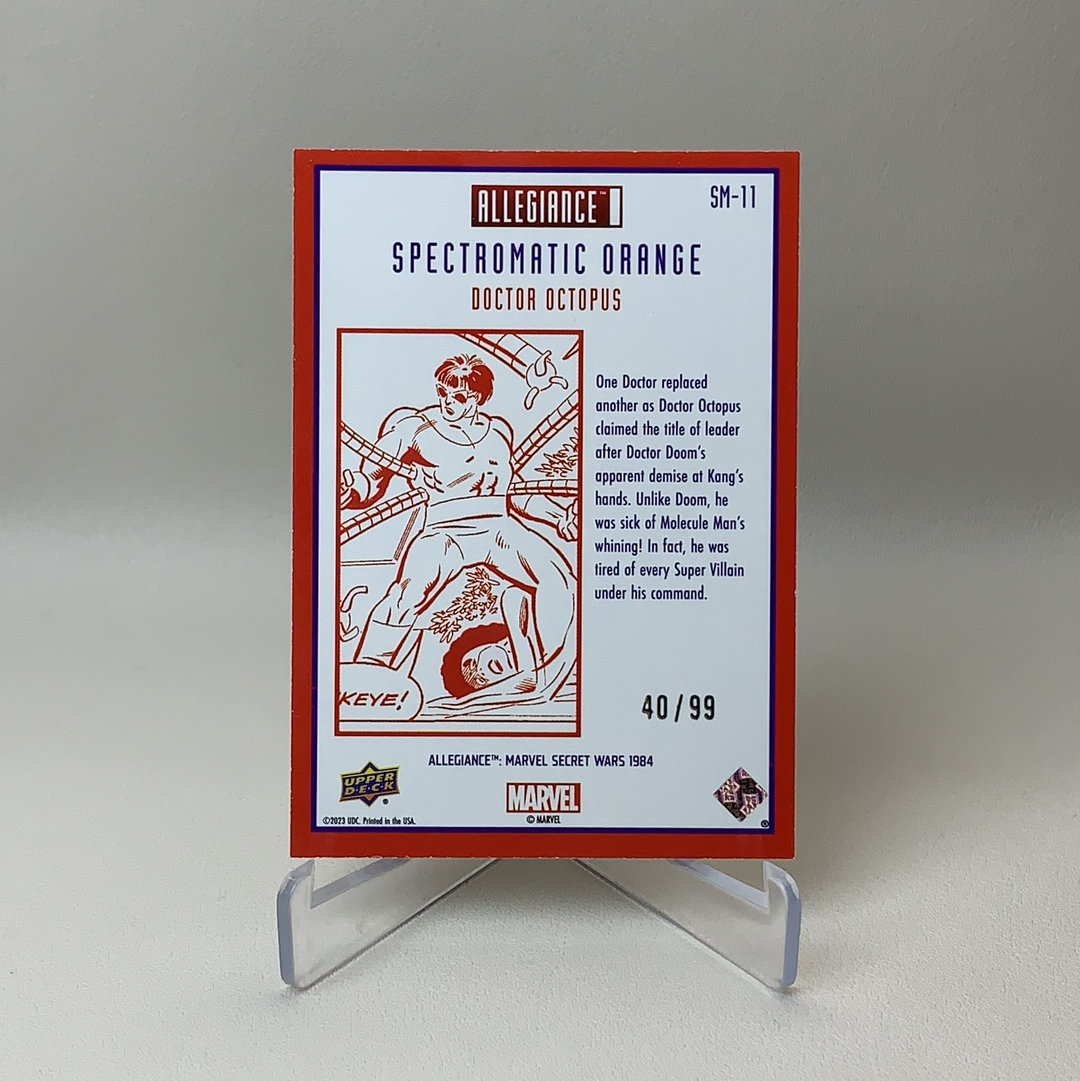 ALLEGIANCE™
SM-11
SPECTROMATIC ORANGE
DOCTOR OCTOPUS
One Doctor replaced
another as Doctor Octopus
claimed the title of leader
after Doctor Doom's
apparent demise at Kang's
hands. Unlike Doom, he
was sick of Molecule Man's
whining! In fact, he was
tired of every Super Villain
under his command.
KEYE!
40/99
ALLEGIANCE™: MARVEL SECRET WARS 1984
UPPER
D·E·C·K
®
MARVEL
©2023 UDC. Printed in the USA.
© MARVEL
®